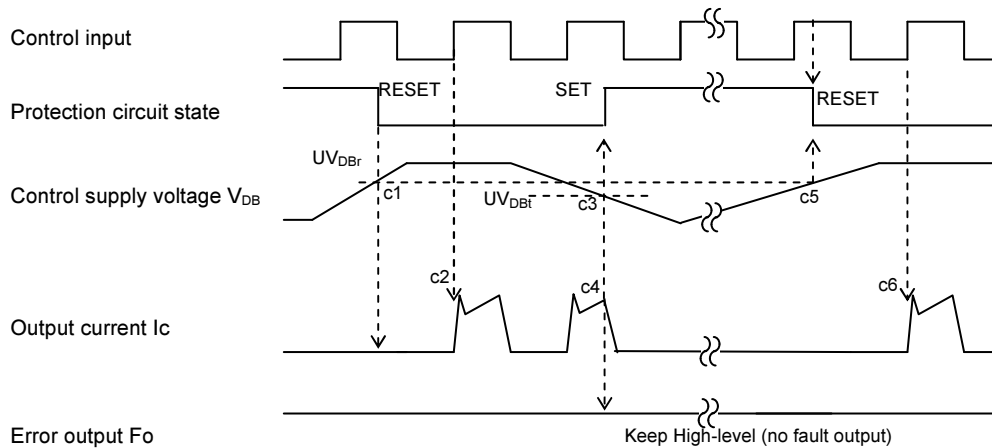 Control input
Protection circuit state
RESET
SET
RESET
UVDBr
Control supply voltage VDB
c1
UVDBt
c3
c5
c2
c4
c6
Output current Ic
Error output Fo
Keep High-level (no fault output)